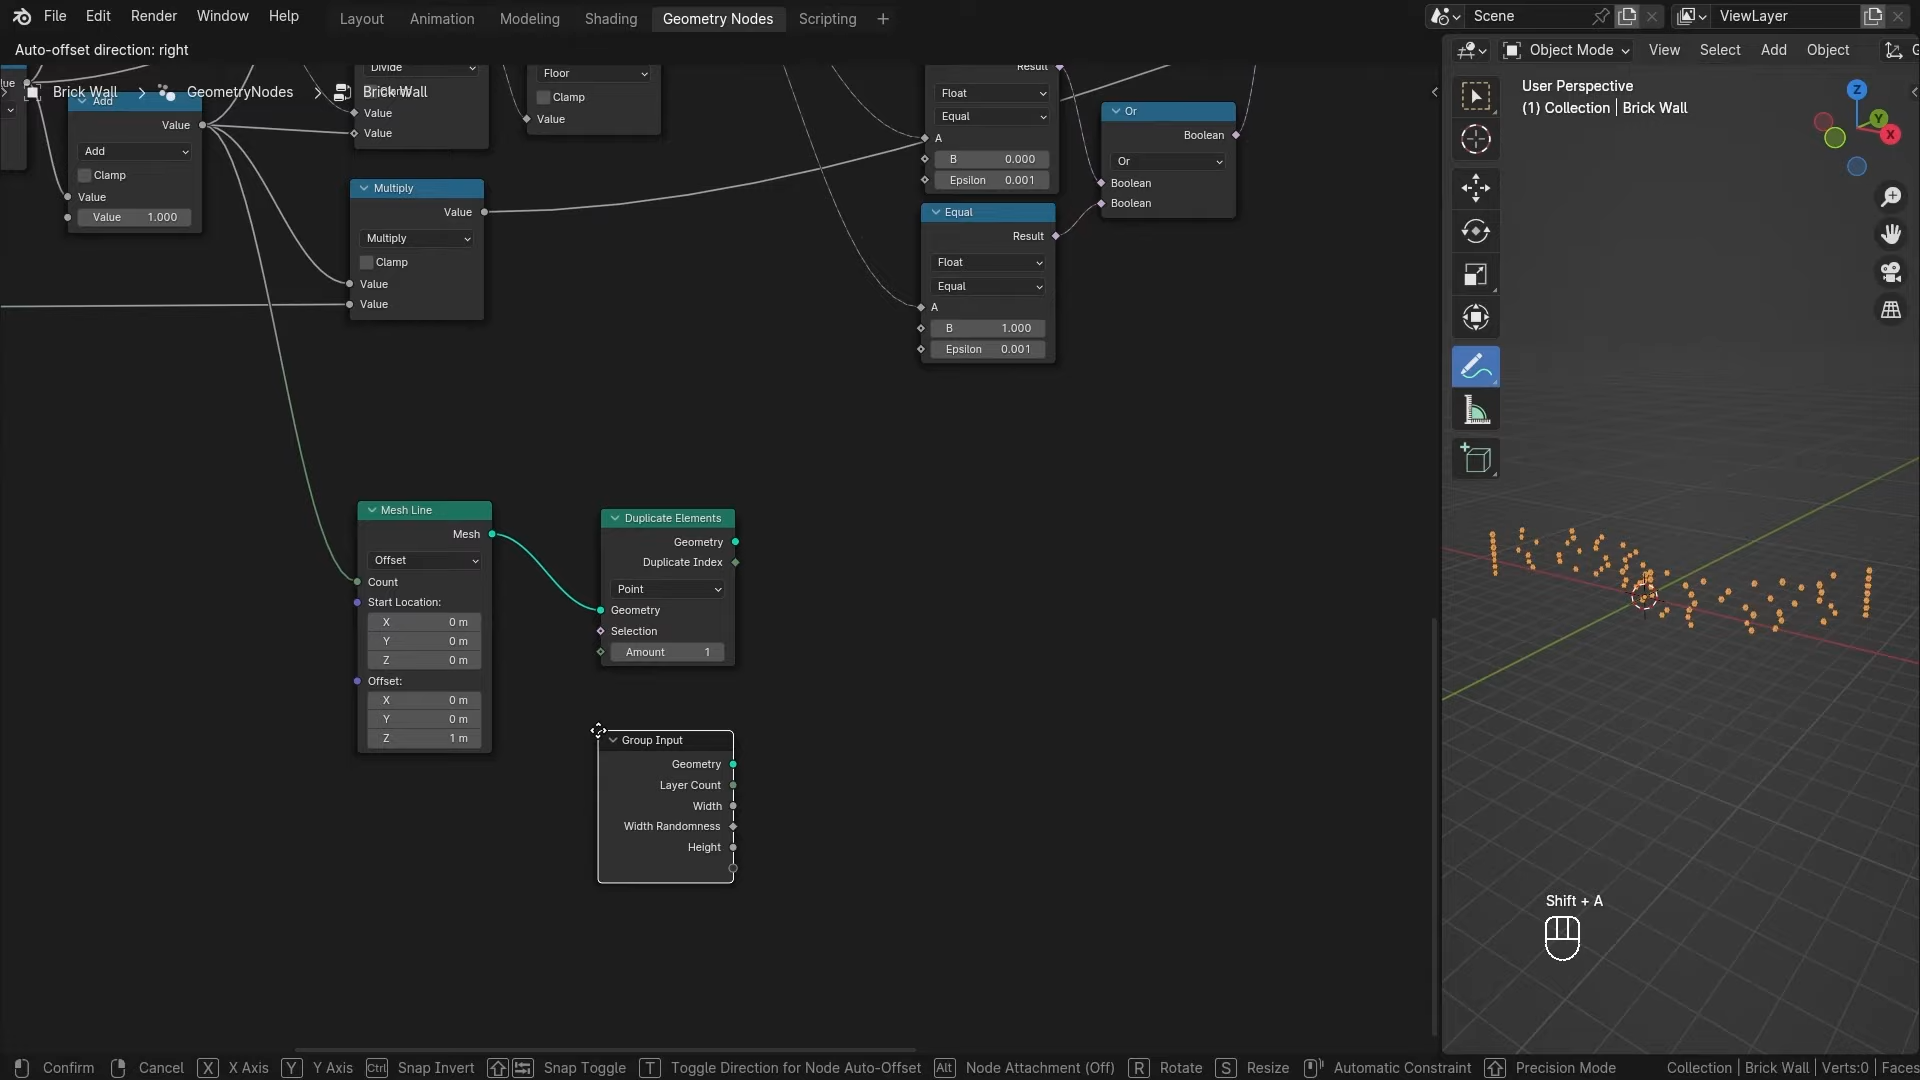 File Edit Render Window Help Layout Animation Modeling Shading Geometry Nodes Scripting + Scene ViewLayer
Auto-offset direction: right
Object Mode View Select Add Object
Brick Wall > GeometryNodes > Brick Wall
User Perspective
(1) Collection | Brick Wall
Add
Value
Add
Clamp
Value
Value 1.000
Divide
Value
Value
Floor
Clamp
Value
Multiply
Value
Multiply
Clamp
Value
Value
Result
Float
Equal
A
B 0.000
Epsilon 0.001
Or
Boolean
Or
Boolean
Boolean
Equal
Result
Float
Equal
A
B 1.000
Epsilon 0.001
Mesh Line
Mesh
Offset
Count
Start Location:
X 0 m
Y 0 m
Z 0 m
Offset:
X 0 m
Y 0 m
Z 1 m
Duplicate Elements
Geometry
Duplicate Index
Point
Geometry
Selection
Amount 1
Group Input
Geometry
Layer Count
Width
Width Randomness
Height
Z
Y
X
Shift + A
Confirm Cancel X X Axis Y Y Axis Ctrl Snap Invert Snap Toggle T Toggle Direction for Node Auto-Offset Alt Node Attachment (Off) R Rotate S Resize Automatic Constraint Precision Mode Collection | Brick Wall | Verts:0 | Faces